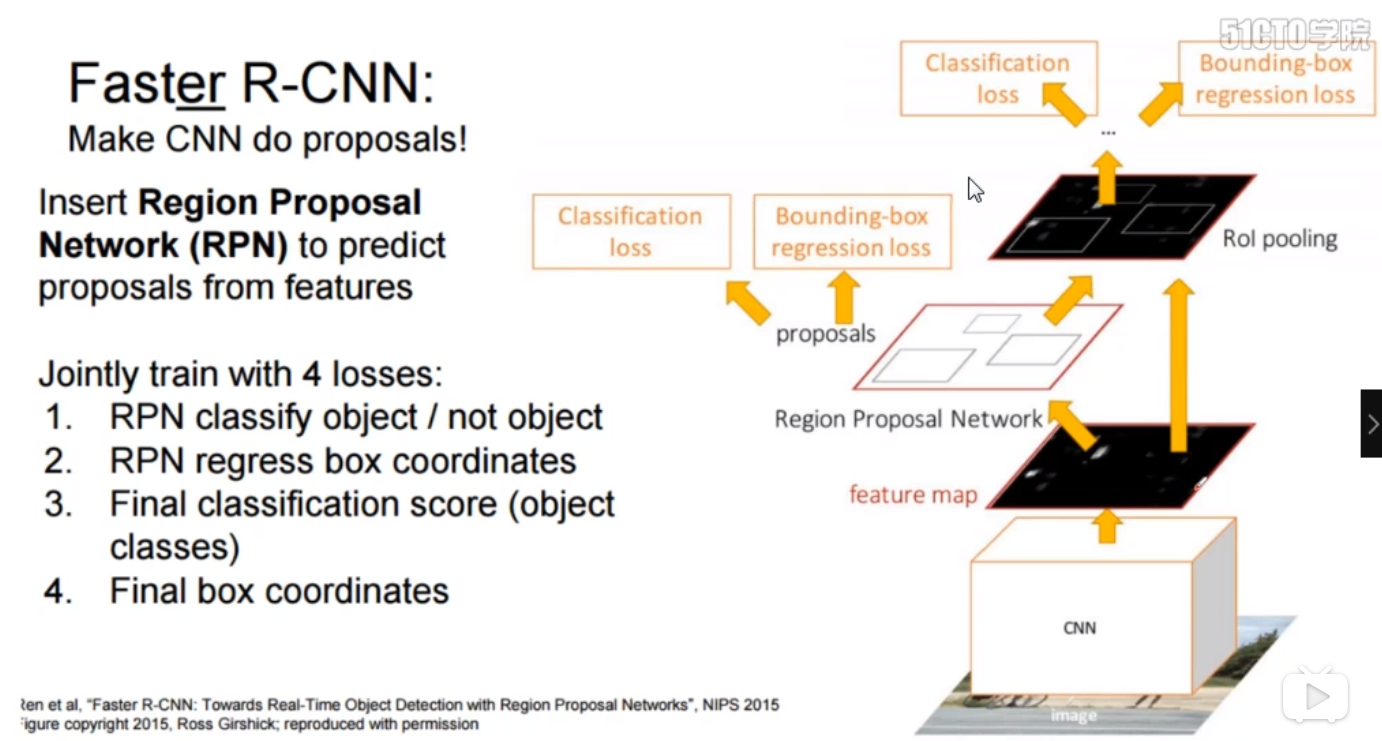 51CTO学院
Faster R-CNN:
Make CNN do proposals!
Insert Region Proposal
Network (RPN) to predict
proposals from features
Jointly train with 4 losses:
1. RPN classify object / not object
2. RPN regress box coordinates
3. Final classification score (object
classes)
4. Final box coordinates
Classification
loss
Bounding-box
regression loss
...
Classification
loss
Bounding-box
regression loss
RoI pooling
proposals
Region Proposal Network
feature map
CNN
image
Ren et al, “Faster R-CNN: Towards Real-Time Object Detection with Region Proposal Networks”, NIPS 2015
igure copyright 2015, Ross Girshick; reproduced with permission